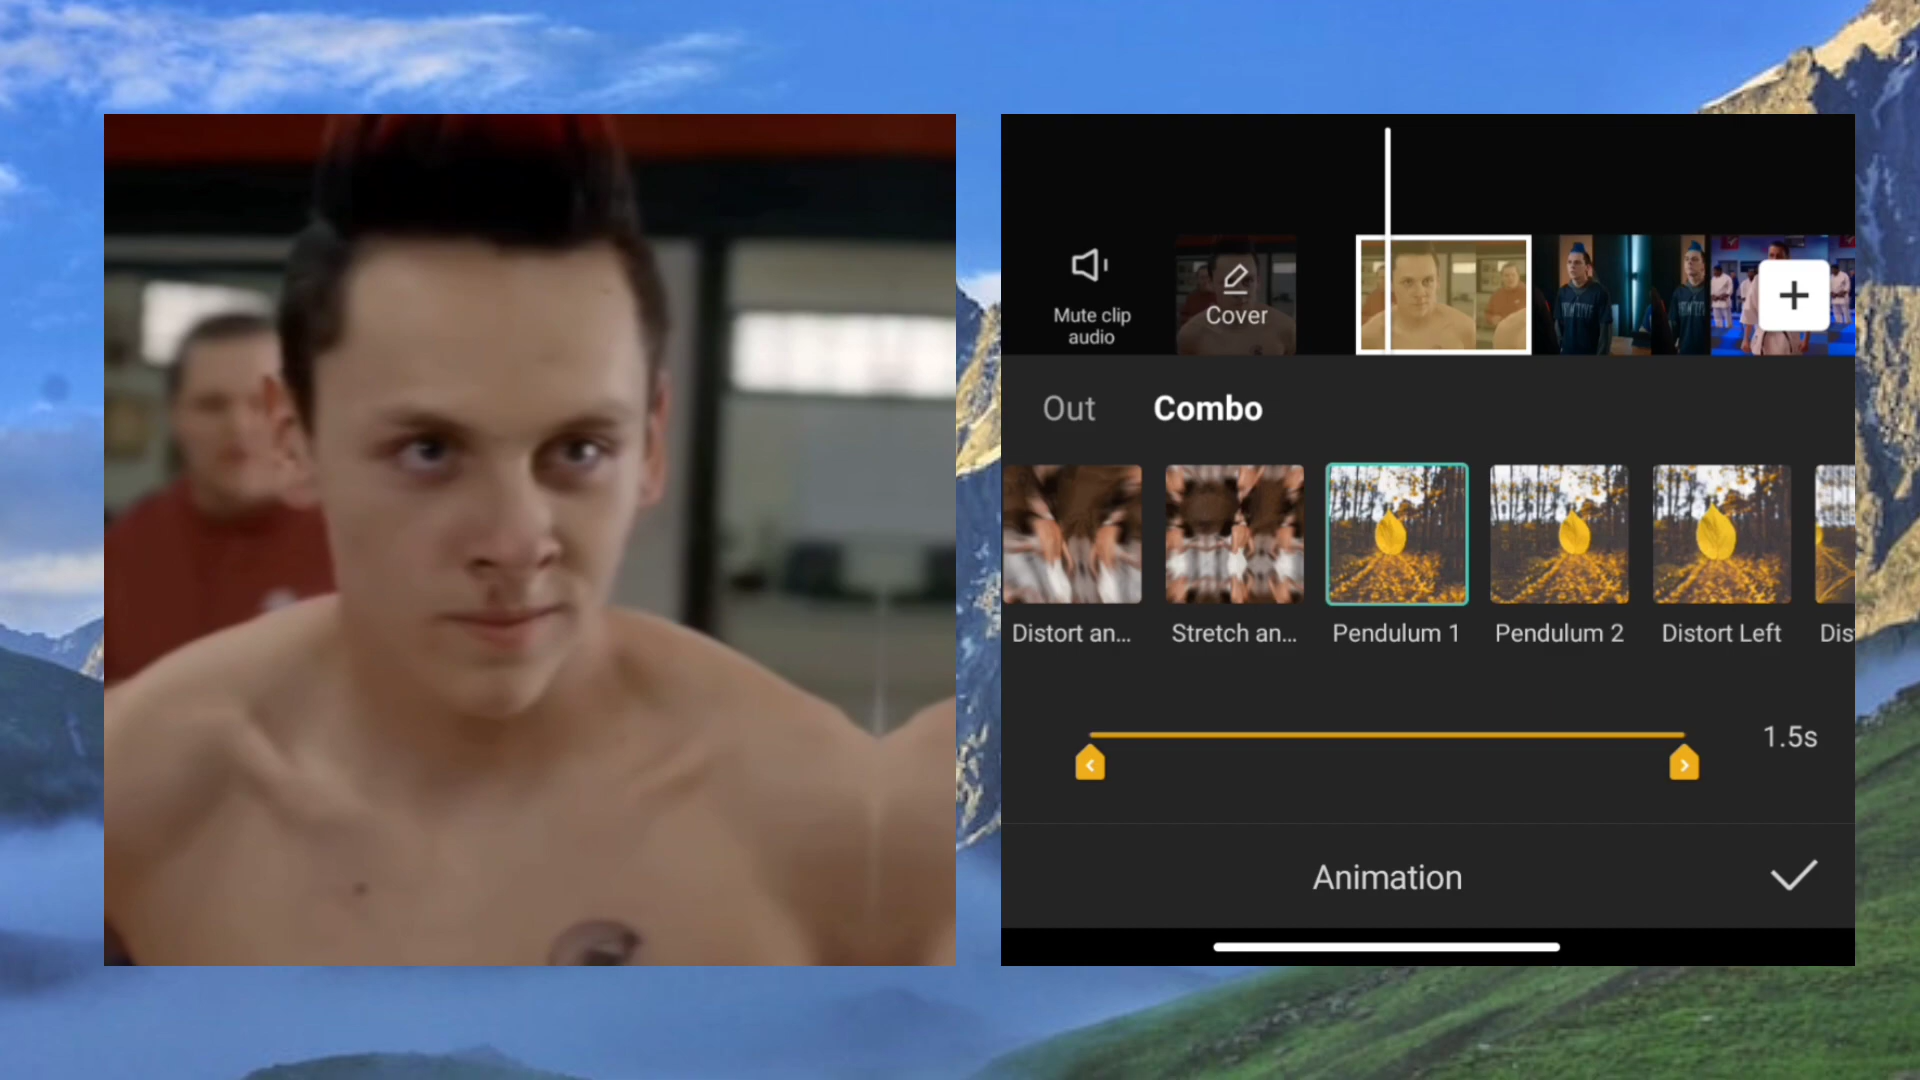 Mute clip
audio
Cover
Out
Combo
Distort an...
Stretch an...
Pendulum 1
Pendulum 2
Distort Left
Dis
1.5s
Animation